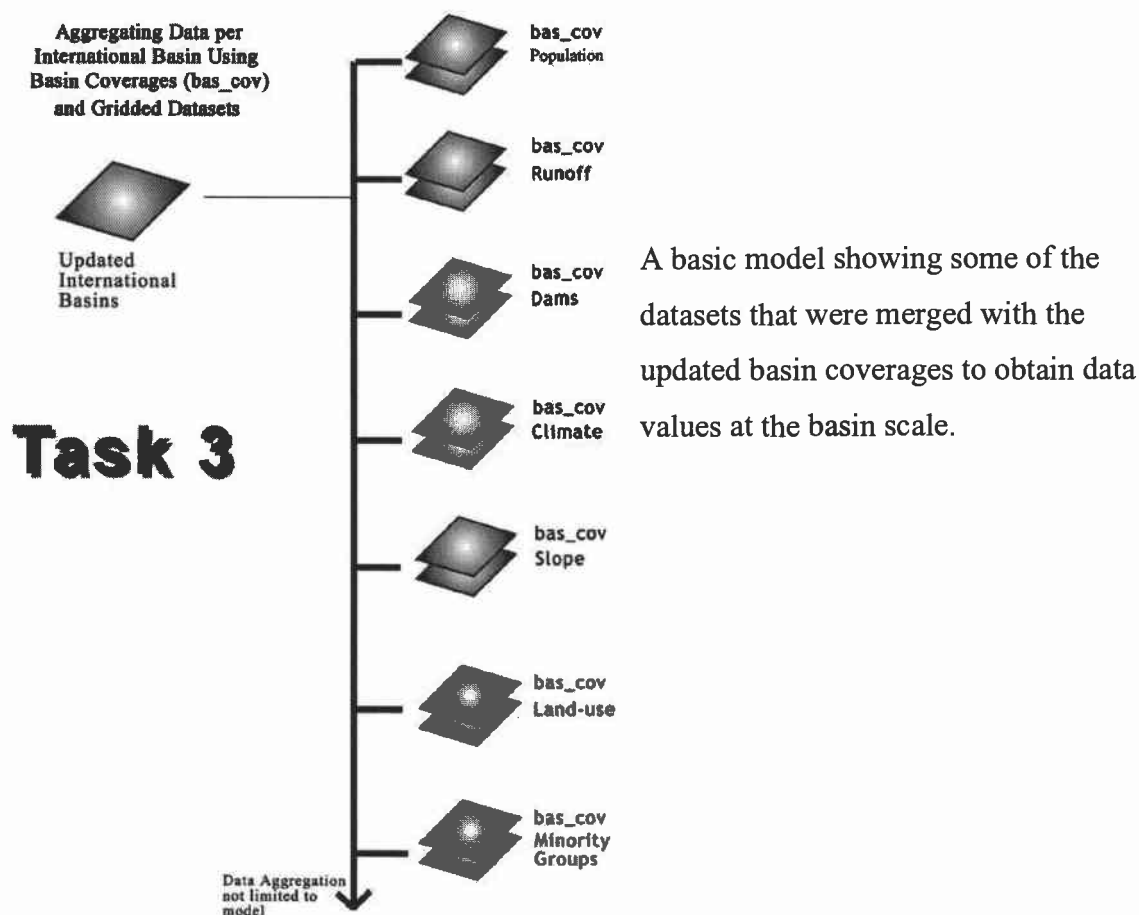 Aggregating Data per
International Basin Using
Basin Coverages (bas_cov)
and Gridded Datasets
Updated
International
Basins
Task 3
bas_cov
Population
bas_cov
Runoff
bas_cov
Dams
bas_cov
Climate
bas_cov
Slope
bas_cov
Land-use
bas_cov
Minority
Groups
Data Aggregation
not limited to
model
A basic model showing some of the
datasets that were merged with the
updated basin coverages to obtain data
values at the basin scale.